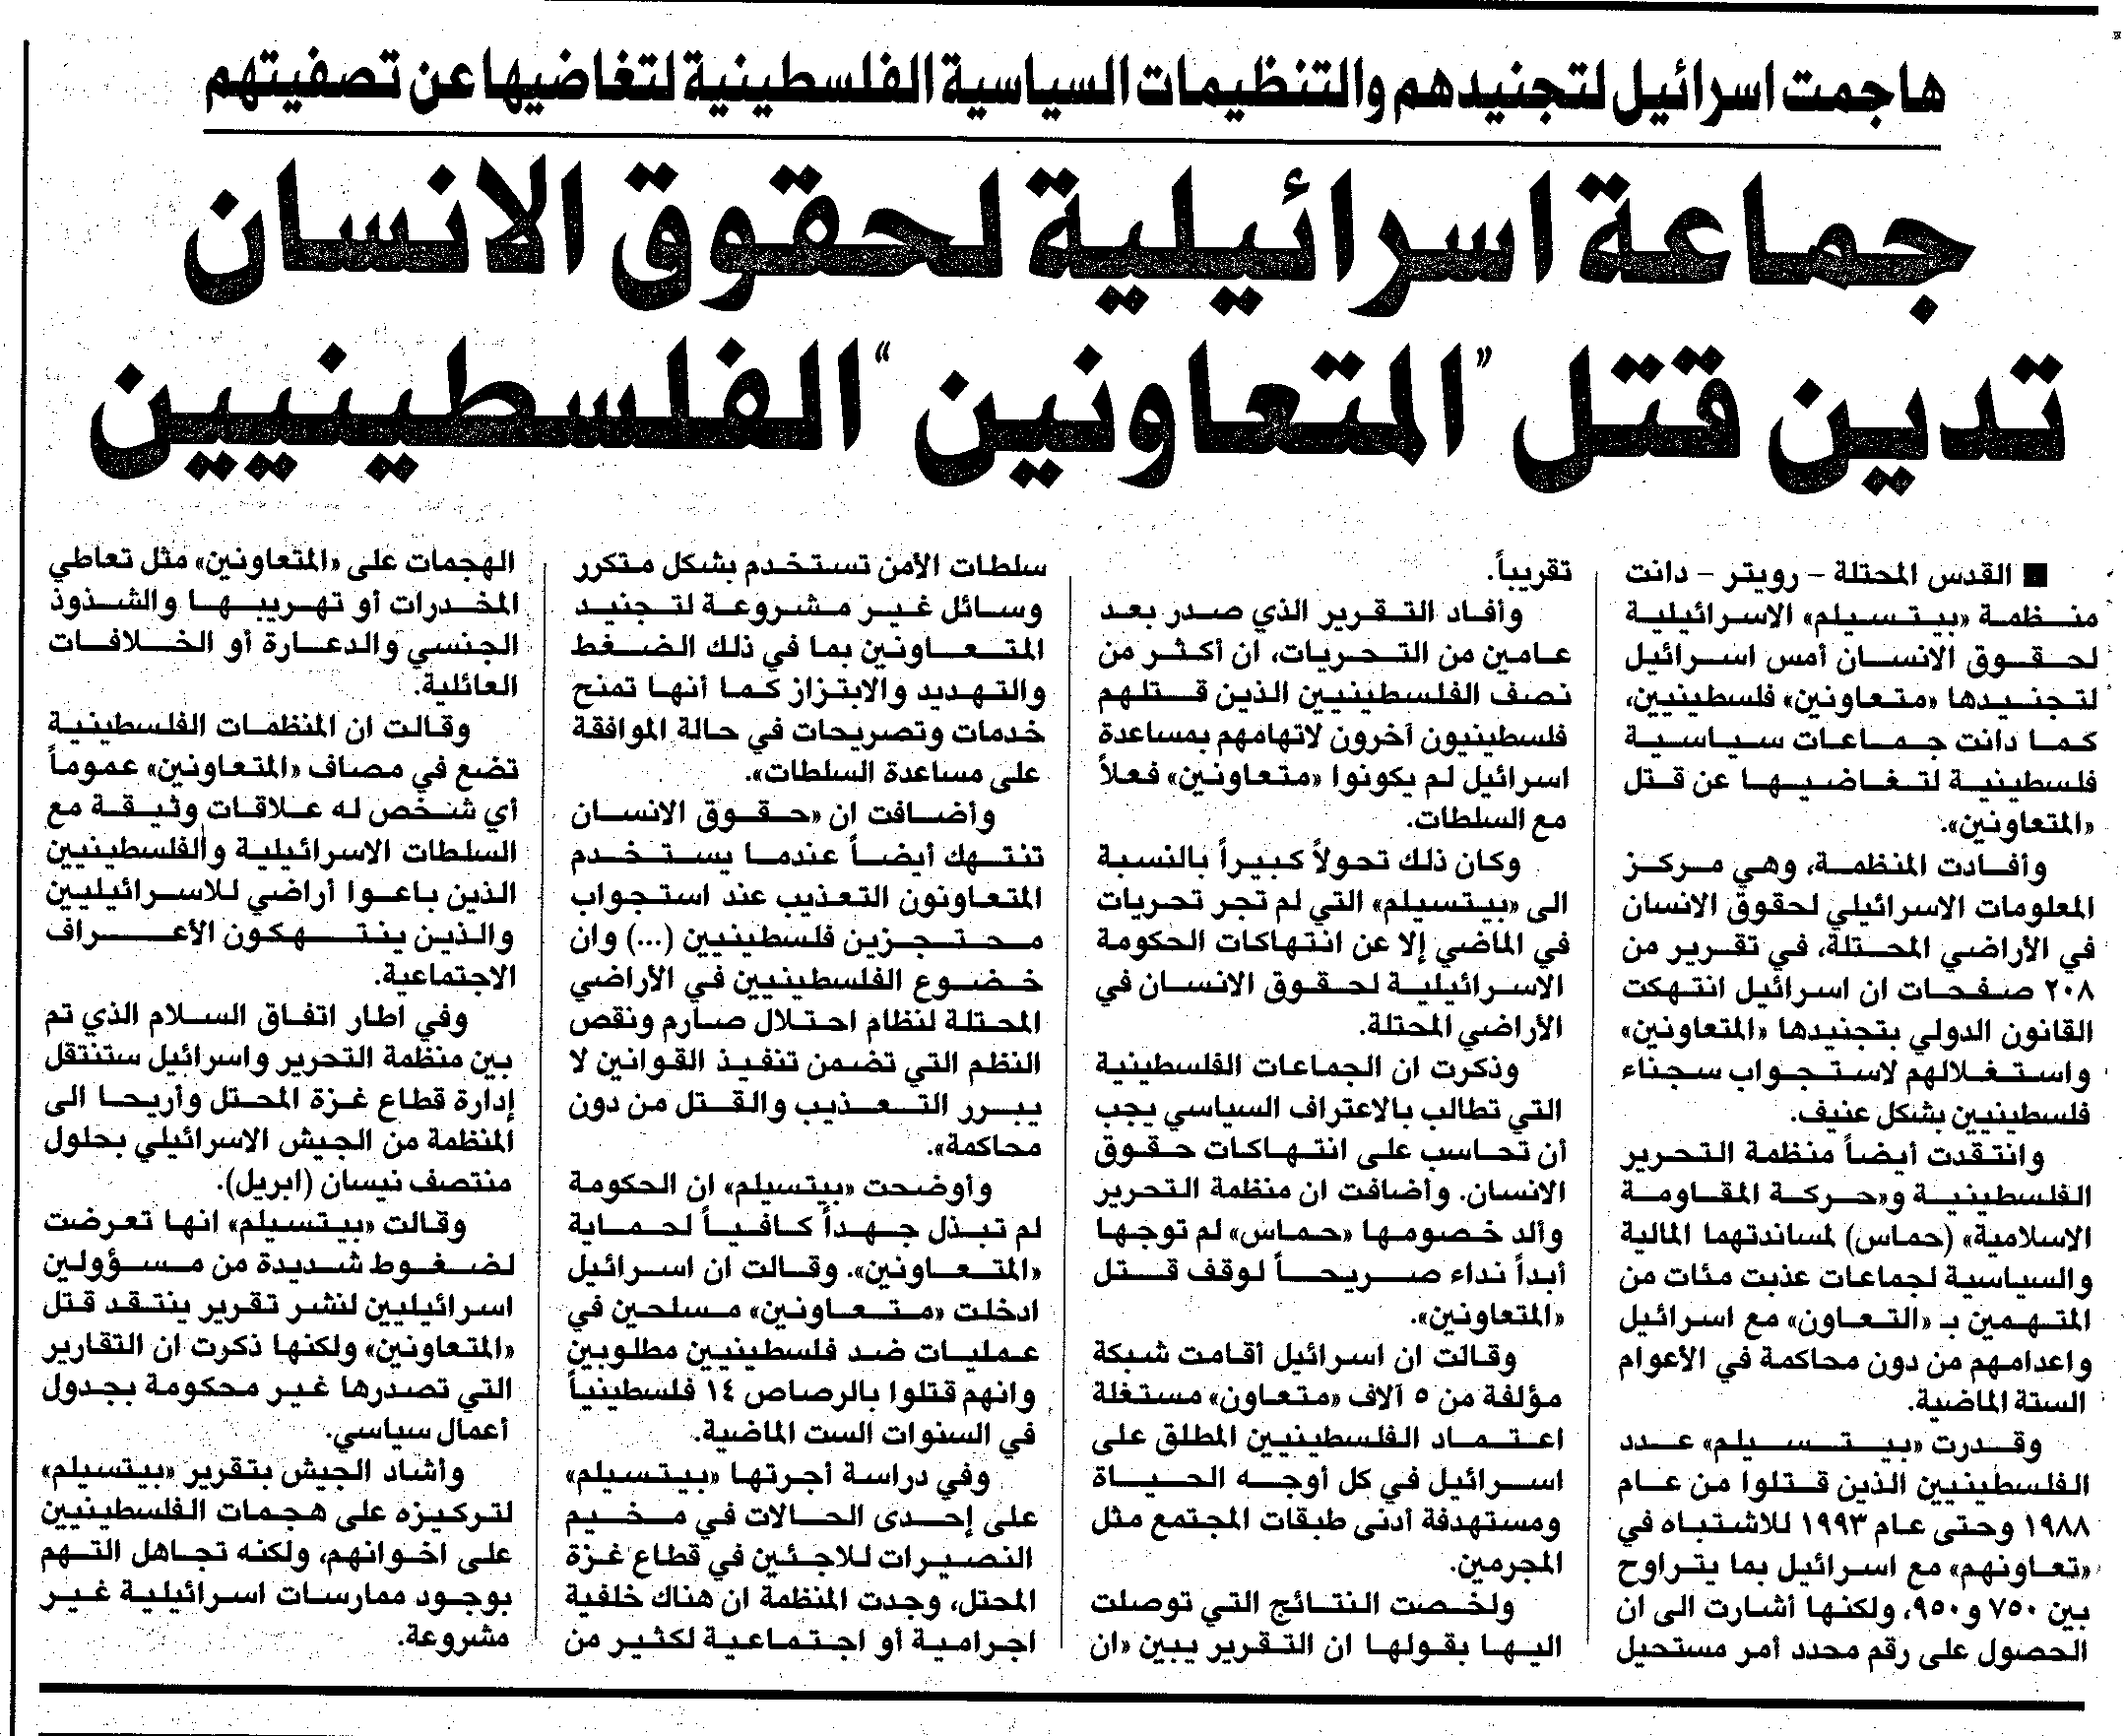 هاجمت اسرائيل لتجنيدهم والتنظيمات السياسية الفلسطينية لتغاضيها عن تصفيتهم
جماعة اسرائيلية لحقوق الانسان
تدين قتل "المتعاونين" الفلسطينيين
■ القدس المحتلة - رويتر - دانت
منظمة «بيتسيلم» الاسرائيلية
لحقوق الانسان أمس اسرائيل
لتجنيدها «متعاونين» فلسطينيين،
كما دانت جماعات سياسية
فلسطينية لتغاضيها عن قتل
«المتعاونين».
وأفادت المنظمة، وهي مركز
المعلومات الاسرائيلي لحقوق الانسان
في الأراضي المحتلة، في تقرير من
٢٠٨ صفحات ان اسرائيل انتهكت
القانون الدولي بتجنيدها «المتعاونين»
واستغلالهم لاستجواب سجناء
فلسطينيين بشكل عنيف.
وانتقدت أيضاً منظمة التحرير
الفلسطينية و«حركة المقاومة
الاسلامية» (حماس) لمساندتهما المالية
والسياسية لجماعات عذبت مئات من
المتهمين بـ «التعاون» مع اسرائيل
واعدامهم من دون محاكمة في الأعوام
الستة الماضية.
وقدرت «بيتسيلم» عدد
الفلسطينيين الذين قتلوا من عام
١٩٨٨ وحتى عام ١٩٩٣ للاشتباه في
«تعاونهم» مع اسرائيل بما يتراوح
بين ٧٥٠ و٩٥٠، ولكنها أشارت الى ان
الحصول على رقم محدد أمر مستحيل
تقريباً.
وأفاد التقرير الذي صدر بعد
عامين من التحريات، ان أكثر من
نصف الفلسطينيين الذين قتلهم
فلسطينيون أخرون لاتهامهم بمساعدة
اسرائيل لم يكونوا «متعاونين» فعلاً
مع السلطات.
وكان ذلك تحولاً كبيراً بالنسبة
الى «بيتسيلم» التي لم تجر تحريات
في الماضي إلا عن انتهاكات الحكومة
الاسرائيلية لحقوق الانسان في
الأراضي المحتلة.
وذكرت ان الجماعات الفلسطينية
التي تطالب بالاعتراف السياسي يجب
أن تحاسب على انتهاكات حقوق
الانسان. وأضافت ان منظمة التحرير
وألد خصومها «حماس» لم توجها
أبداً نداء صريحاً لوقف قتل
«المتعاونين».
وقالت ان اسرائيل أقامت شبكة
مؤلفة من ٥ آلاف «متعاون» مستغلة
اعتماد الفلسطينيين المطلق على
اسرائيل في كل أوجه الحياة
ومستهدفة أدنى طبقات المجتمع مثل
المجرمين.
ولخصت النتائج التي توصلت
اليها بقولها ان التقرير يبين «ان
سلطات الأمن تستخدم بشكل متكرر
وسائل غير مشروعة لتجنيد
المتعاونين بما في ذلك الضغط
والتهديد والابتزاز كما أنها تمنح
خدمات وتصريحات في حالة الموافقة
على مساعدة السلطات».
وأضافت ان «حقوق الانسان
تنتهك أيضاً عندما يستخدم
المتعاونون التعذيب عند استجواب
محتجزين فلسطينيين (...) وان
خضوع الفلسطينيين في الأراضي
المحتلة لنظام احتلال صارم ونقص
النظم التي تضمن تنفيذ القوانين لا
يبرر التعذيب والقتل من دون
محاكمة».
وأوضحت «بيتسيلم» ان الحكومة
لم تبذل جهداً كافياً لحماية
«المتعاونين». وقالت ان اسرائيل
ادخلت «متعاونين» مسلحين في
عمليات ضد فلسطينيين مطلوبين
وانهم قتلوا بالرصاص ١٤ فلسطينياً
في السنوات الست الماضية.
وفي دراسة أجرتها «بيتسيلم»
على إحدى الحالات في مخيم
النصيرات للاجئين في قطاع غزة
المحتل، وجدت المنظمة ان هناك خلفية
اجرامية أو اجتماعية لكثير من
الهجمات على «المتعاونين» مثل تعاطي
المخدرات أو تهريبها والشذوذ
الجنسي والدعارة أو الخلافات
العائلية.
وقالت ان المنظمات الفلسطينية
تضع في مصاف «المتعاونين» عموماً
أي شخص له علاقات وثيقة مع
السلطات الاسرائيلية والفلسطينيين
الذين باعوا أراضي للاسرائيليين
والذين ينتهكون الأعراف
الاجتماعية.
وفي اطار اتفاق السلام الذي تم
بين منظمة التحرير واسرائيل ستنتقل
إدارة قطاع غزة المحتل وأريحا الى
المنظمة من الجيش الاسرائيلي بحلول
منتصف نيسان (ابريل).
وقالت «بيتسيلم» انها تعرضت
لضغوط شديدة من مسؤولين
اسرائيليين لنشر تقرير ينتقد قتل
«المتعاونين» ولكنها ذكرت ان التقارير
التي تصدرها غير محكومة بجدول
أعمال سياسي.
وأشاد الجيش بتقرير «بيتسيلم»
لتركيزه على هجمات الفلسطينيين
على اخوانهم، ولكنه تجاهل التهم
بوجود ممارسات اسرائيلية غير
مشروعة.